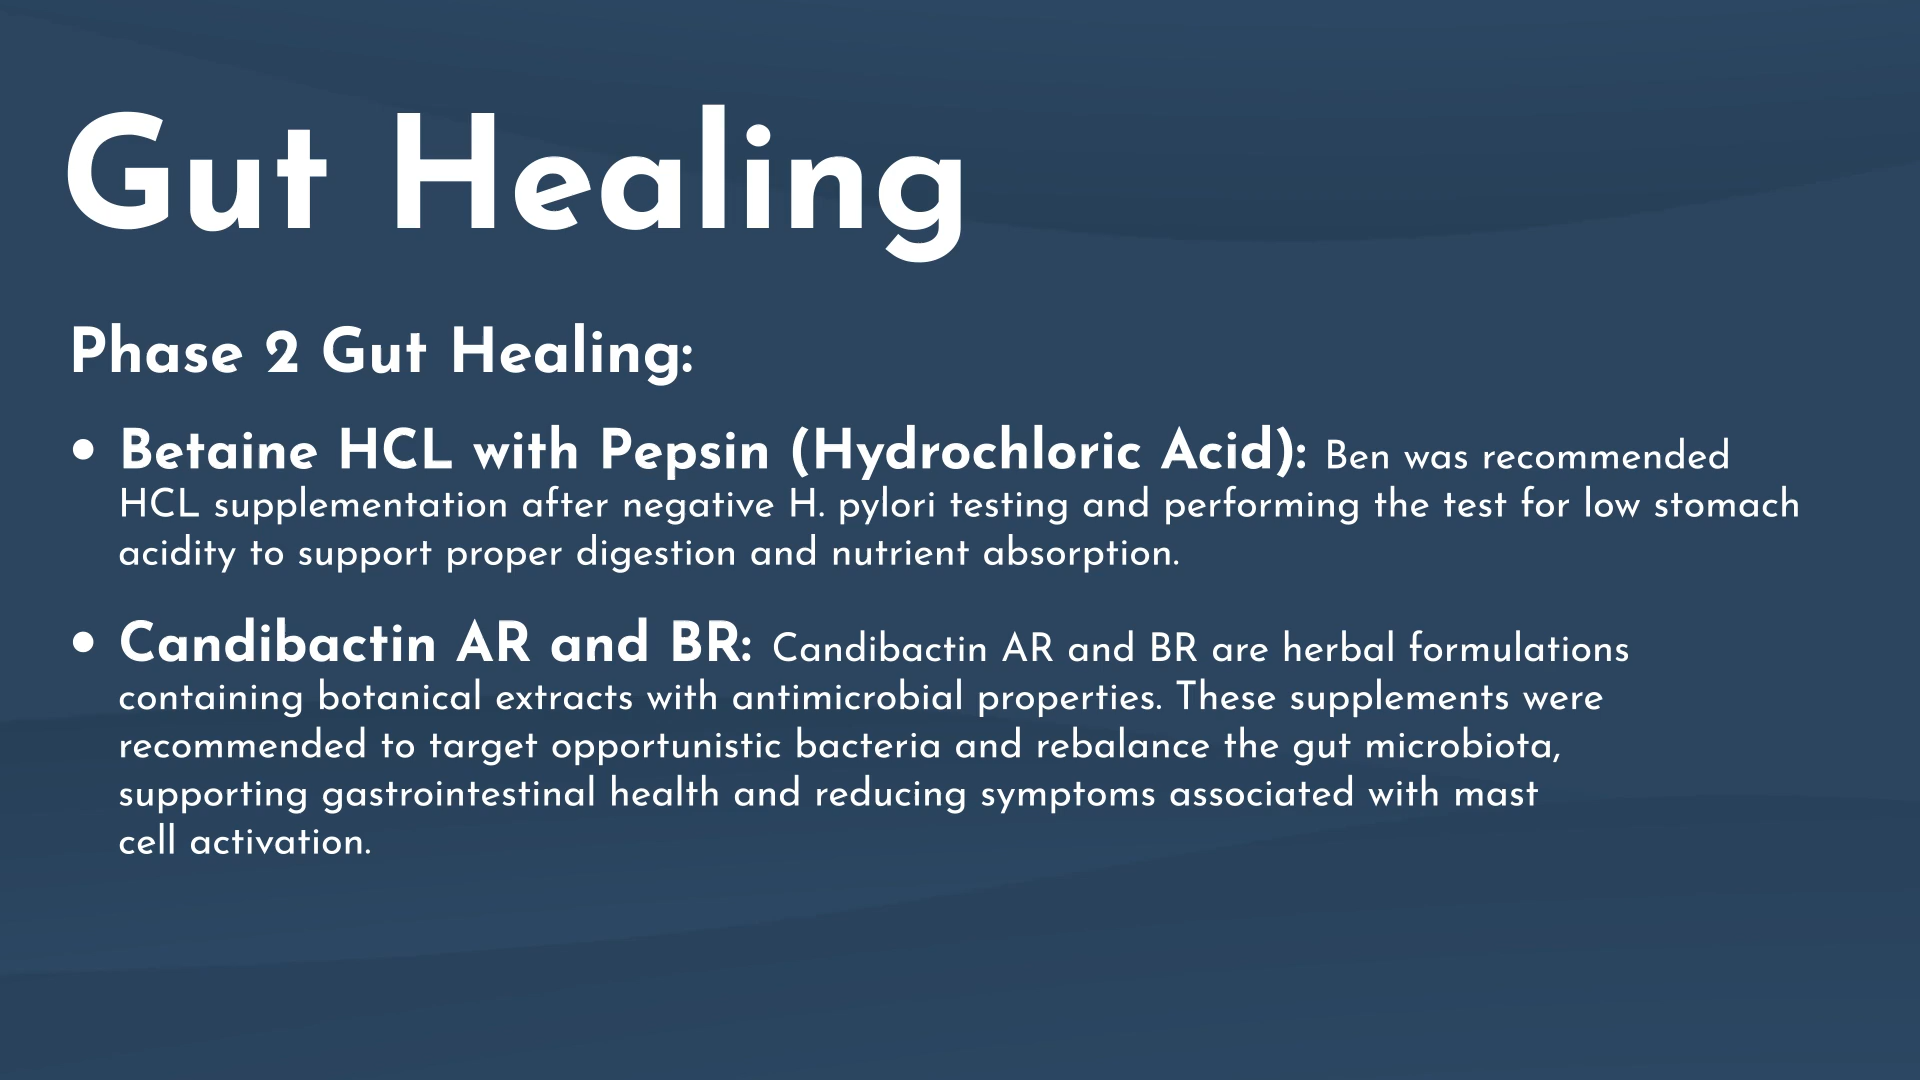 Gut Healing
Phase 2 Gut Healing:
• Betaine HCL with Pepsin (Hydrochloric Acid): Ben was recommended
HCL supplementation after negative H. pylori testing and performing the test for low stomach
acidity to support proper digestion and nutrient absorption.
• Candibactin AR and BR: Candibactin AR and BR are herbal formulations
containing botanical extracts with antimicrobial properties. These supplements were
recommended to target opportunistic bacteria and rebalance the gut microbiota,
supporting gastrointestinal health and reducing symptoms associated with mast
cell activation.